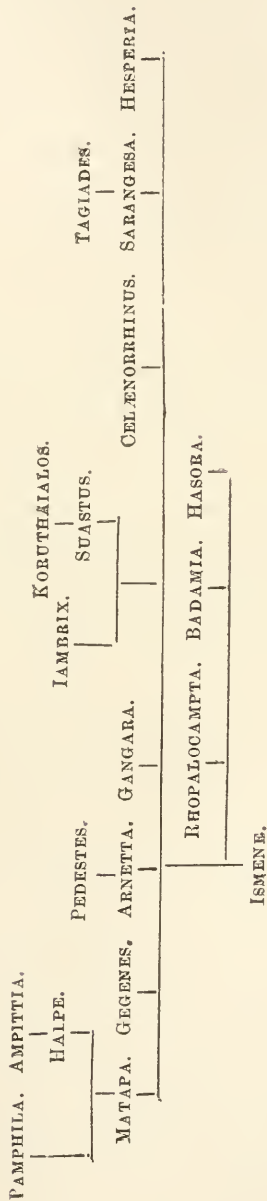 PAMPHILA. AMPITTIA.
KORUTHAIALOS.
HALPE. IAMBRIX.
PEDESTES. SUASTUS. TAGIADES.
MATAPA. GEGENES. ARNETTA. GANGARA. CELÆNORRHINUS. SARANGESA. HESPERIA.
RHOPALOCAMPTA. BADAMIA. HASORA.
ISMENE.